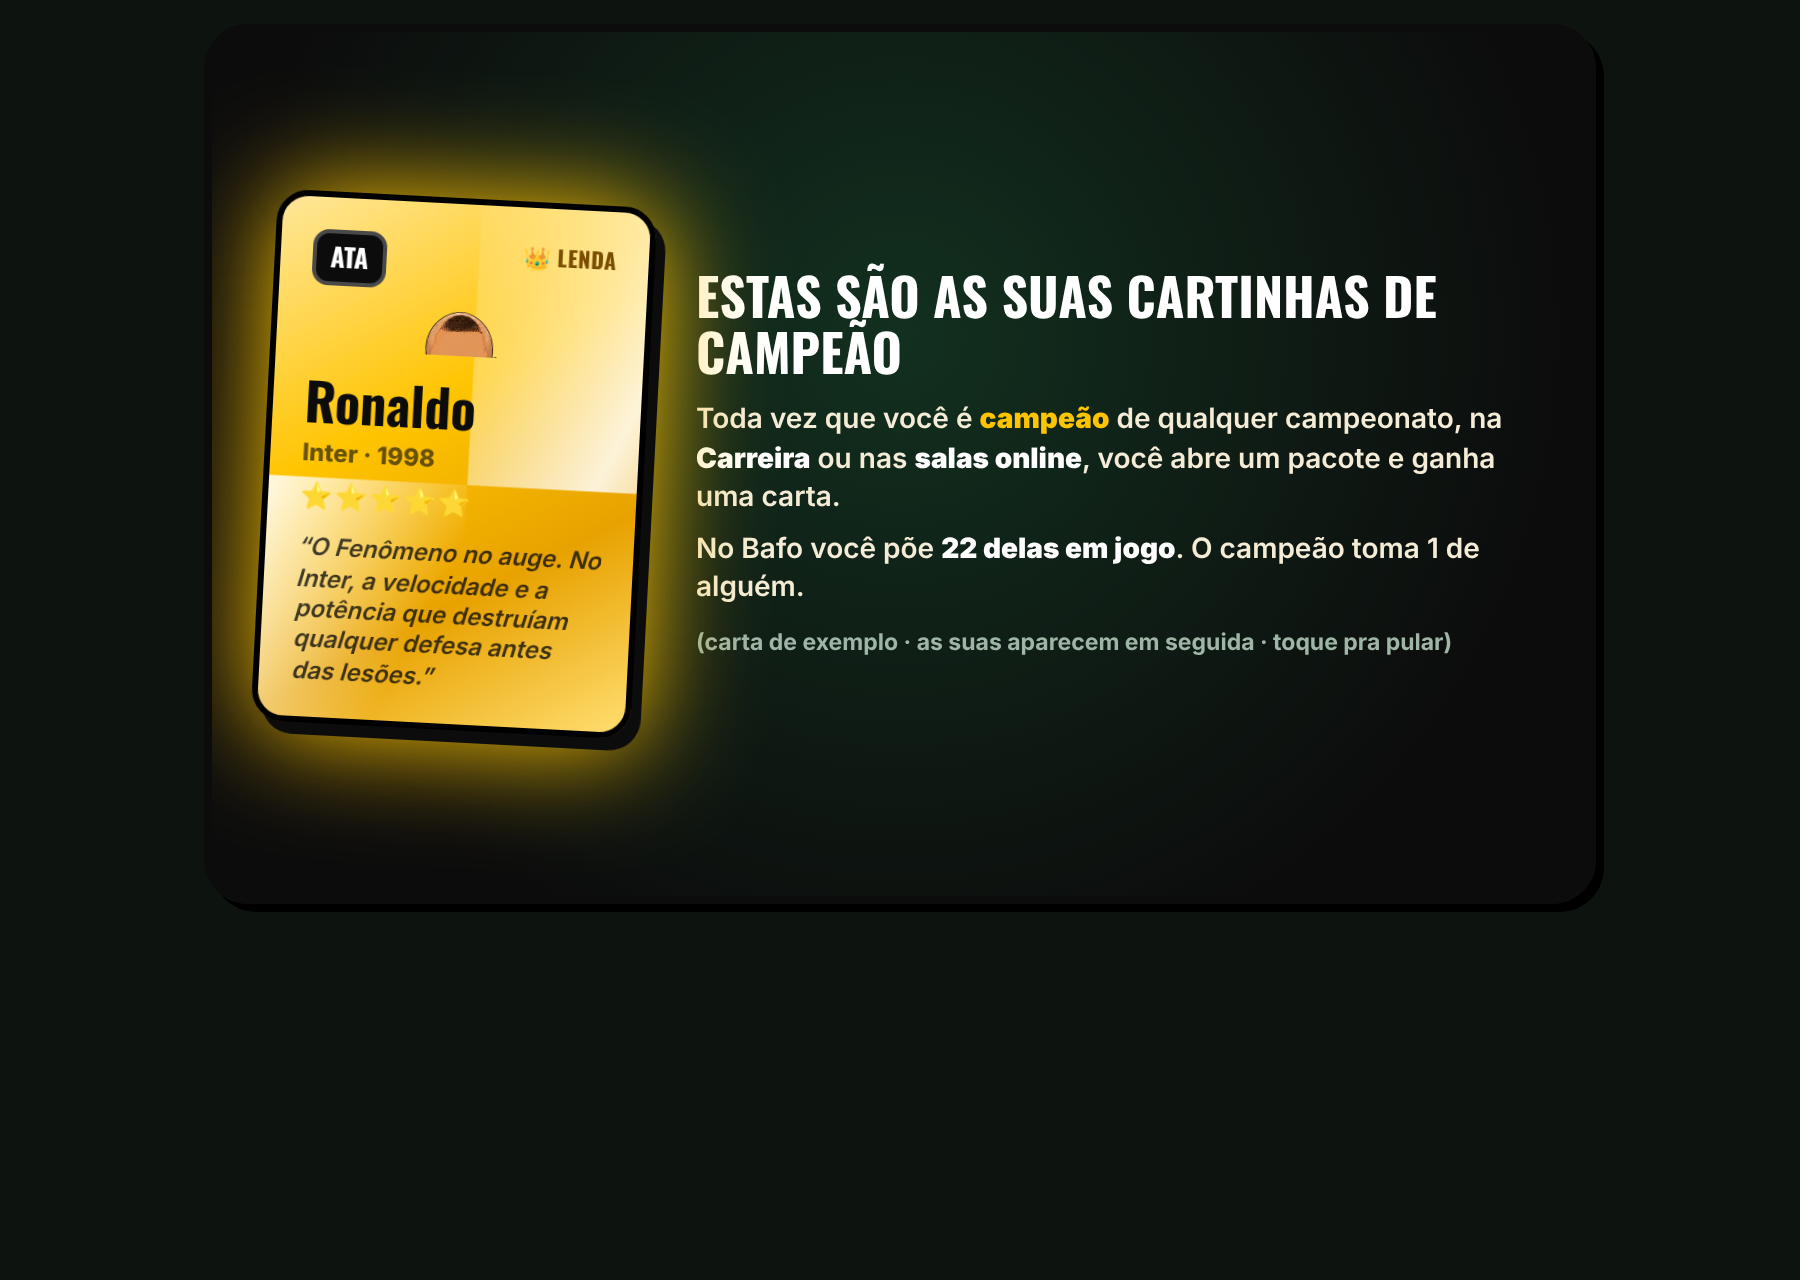 ATA
👑 LENDA
Ronaldo
Inter · 1998
⭐⭐⭐⭐⭐
“O Fenômeno no auge. No
Inter, a velocidade e a
potência que destruíam
qualquer defesa antes
das lesões.”
ESTAS SÃO AS SUAS CARTINHAS DE
CAMPEÃO
Toda vez que você é campeão de qualquer campeonato, na
Carreira ou nas salas online, você abre um pacote e ganha
uma carta.
No Bafo você põe 22 delas em jogo. O campeão toma 1 de
alguém.
(carta de exemplo · as suas aparecem em seguida · toque pra pular)